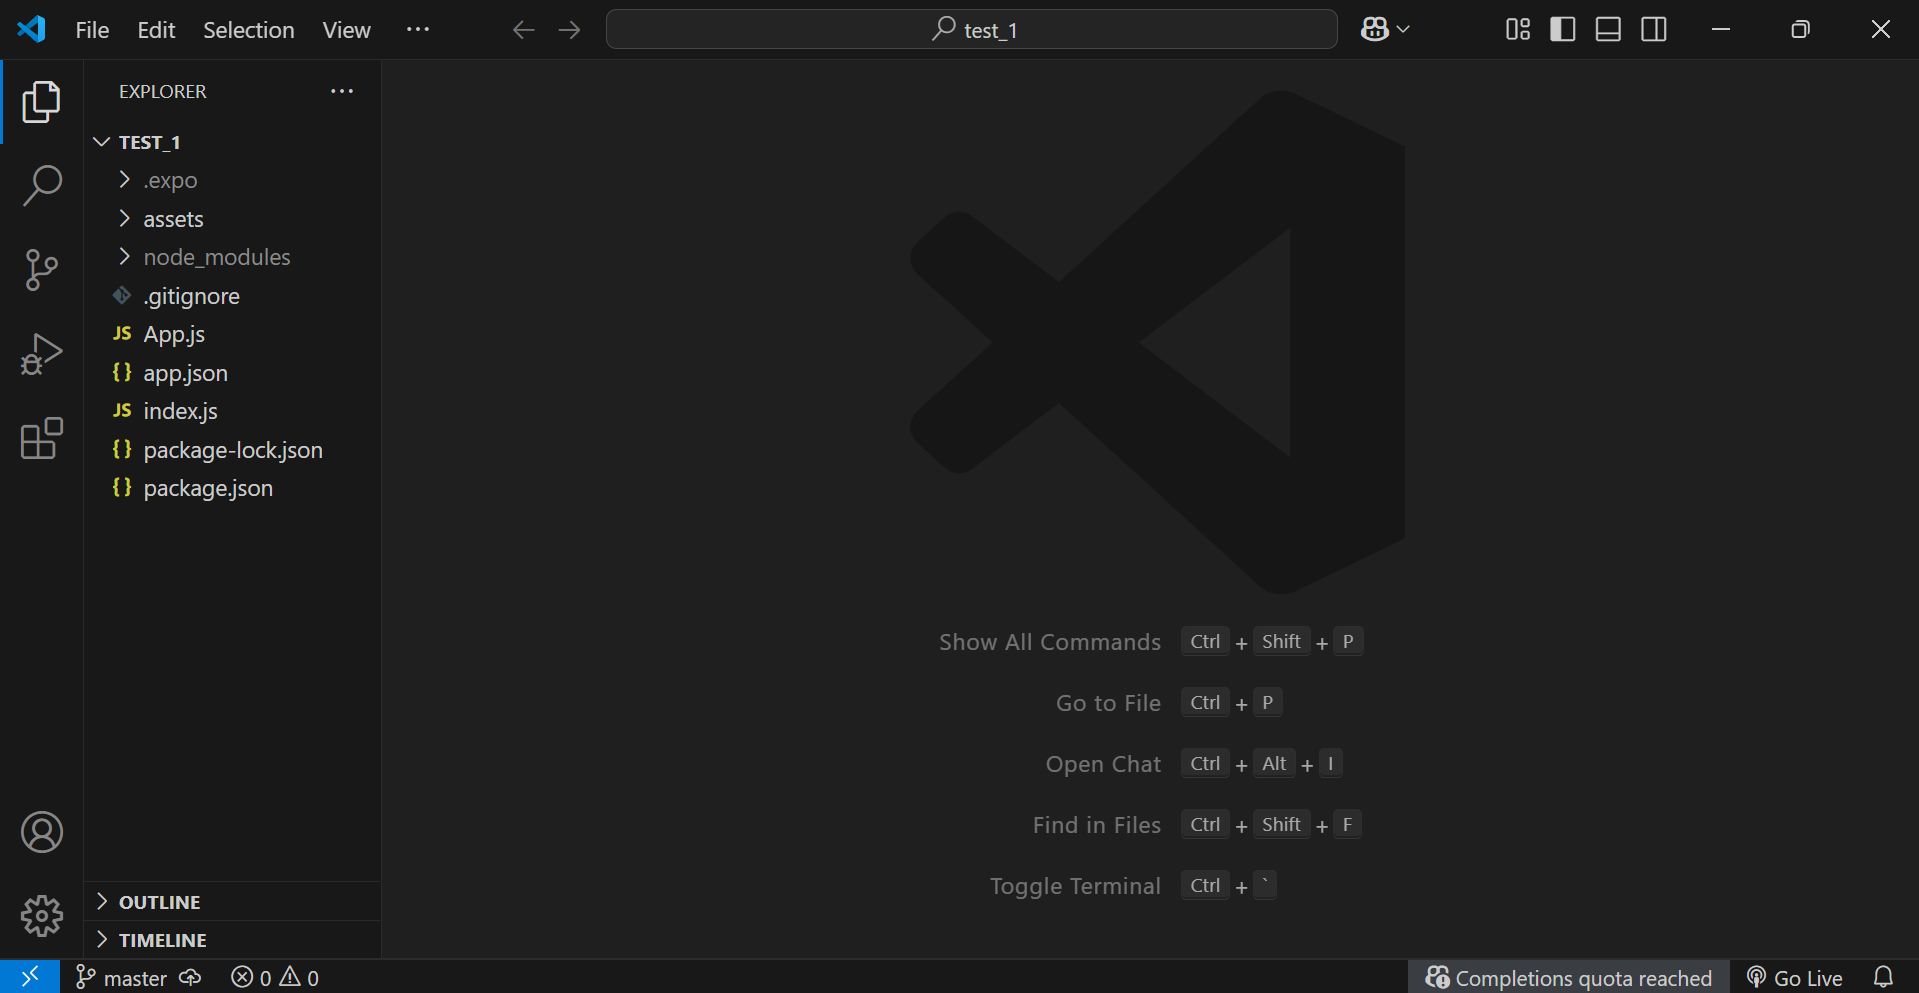 File Edit Selection View ··· test_1
EXPLORER ···
TEST_1
.expo
assets
node_modules
.gitignore
JS App.js
{} app.json
JS index.js
{} package-lock.json
{} package.json
Show All Commands Ctrl + Shift + P
Go to File Ctrl + P
Open Chat Ctrl + Alt + I
Find in Files Ctrl + Shift + F
Toggle Terminal Ctrl + `
OUTLINE
TIMELINE
master 0 0 Completions quota reached Go Live